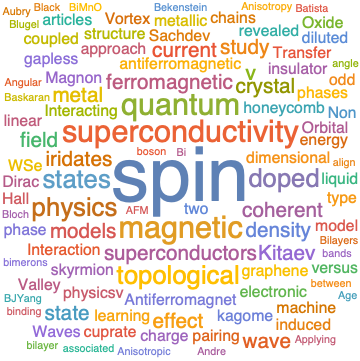 Aubry Black BiMnO Bekenstein Anisotropy Batista
Blugel articles Vortex metallic chains Oxide
coupled structure Sachdev diluted
gapless approach antiferromagnetic revealed
Magnon current study Transfer angle
Interacting ferromagnetic v insulator odd
metal quantum crystal phases
Baskaran honeycomb Non
Angular linear Orbital
field superconductivity energy
WSe iridates boson Bi dimensional align
Dirac states spin doped liquid
Hall AFM two coherent type
Bloch physics
phase models magnetic density model
Interaction superconductors Kitaev Bilayers
bimerons skyrmion topological graphene bands
Valley physicsv electronic versus
BJYang Antiferromagnet kagome between
binding state learning effect machine Age
Waves cuprate charge pairing induced
bilayer associated Anisotropic Andre wave Applying